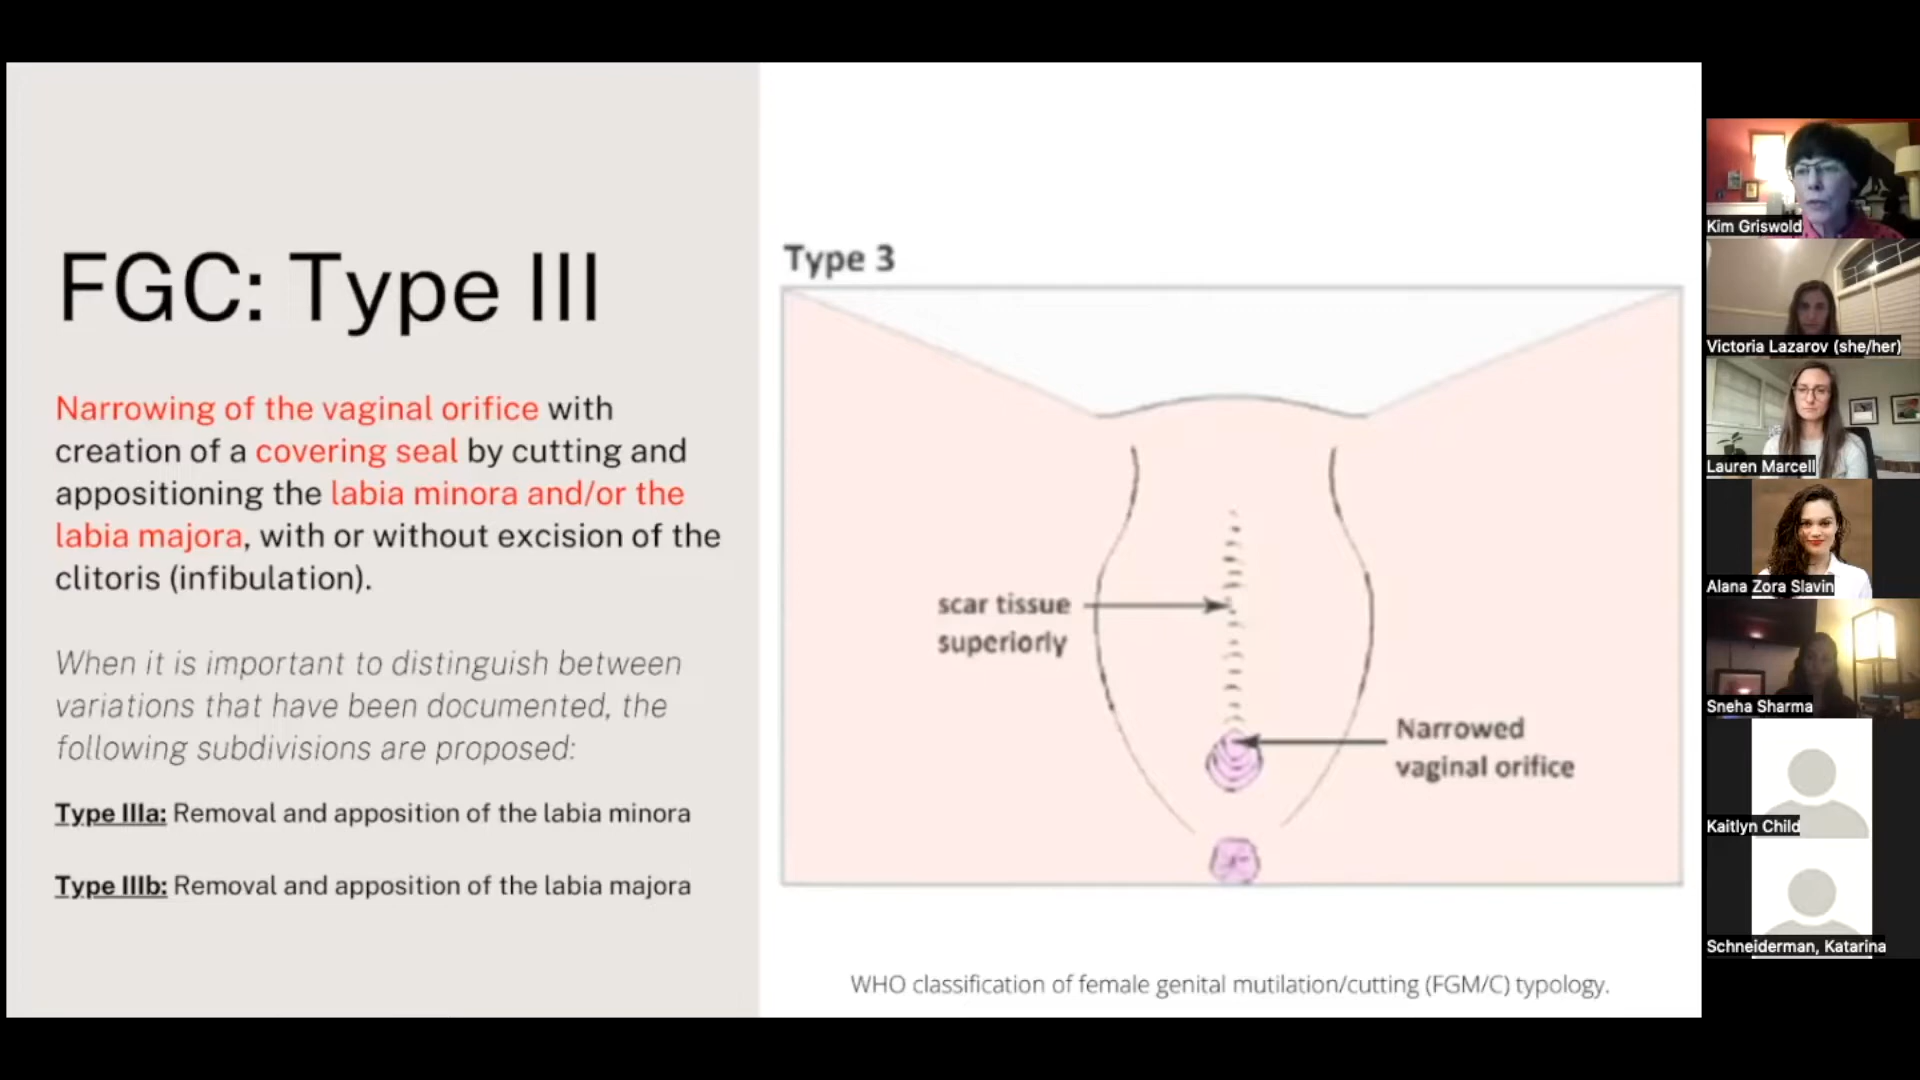 FGC: Type III
Narrowing of the vaginal orifice with
creation of a covering seal by cutting and
appositioning the labia minora and/or the
labia majora, with or without excision of the
clitoris (infibulation).
When it is important to distinguish between
variations that have been documented, the
following subdivisions are proposed:
Type IIIa: Removal and apposition of the labia minora
Type IIIb: Removal and apposition of the labia majora
Type 3
scar tissue
superiorly
Narrowed
vaginal orifice
WHO classification of female genital mutilation/cutting (FGM/C) typology.
Kim Griswold
Victoria Lazarov (she/her)
Lauren Marcell
Alana Zora Slavin
Sneha Sharma
Kaitlyn Child
Schneiderman, Katarina